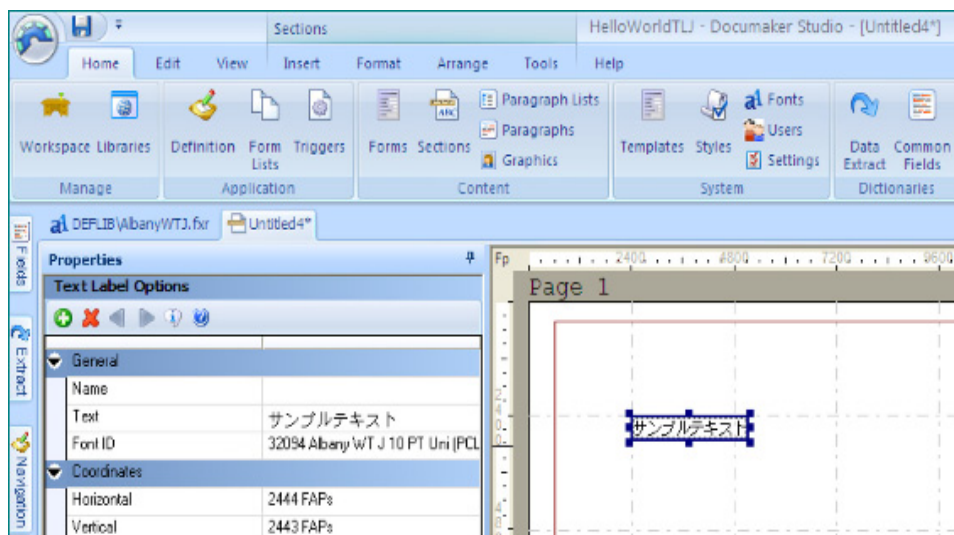 Sections
HelloWorldTLJ - Documaker Studio - [Untitled4*]
Home Edit View Insert Format Arrange Tools Help
Workspace Libraries
Manage
Definition Form Lists Triggers
Application
Forms Sections
Paragraph Lists
Paragraphs
Graphics
Content
Templates Styles
Fonts
Users
Settings
System
Data Extract
Common Fields
Dictionaries
DEFLIB\AlbanyWTJ.fxr Untitled4*
Fields
Extract
Navigation
Properties
Text Label Options
General
Name
Text サンプルテキスト
Font ID 32094 Albany WT J 10 PT Uni (PCL
Coordinates
Horizontal 2444 FAPs
Vertical 2443 FAPs
Fp 2400 4800 7200 9600
Page 1
サンプルテキスト